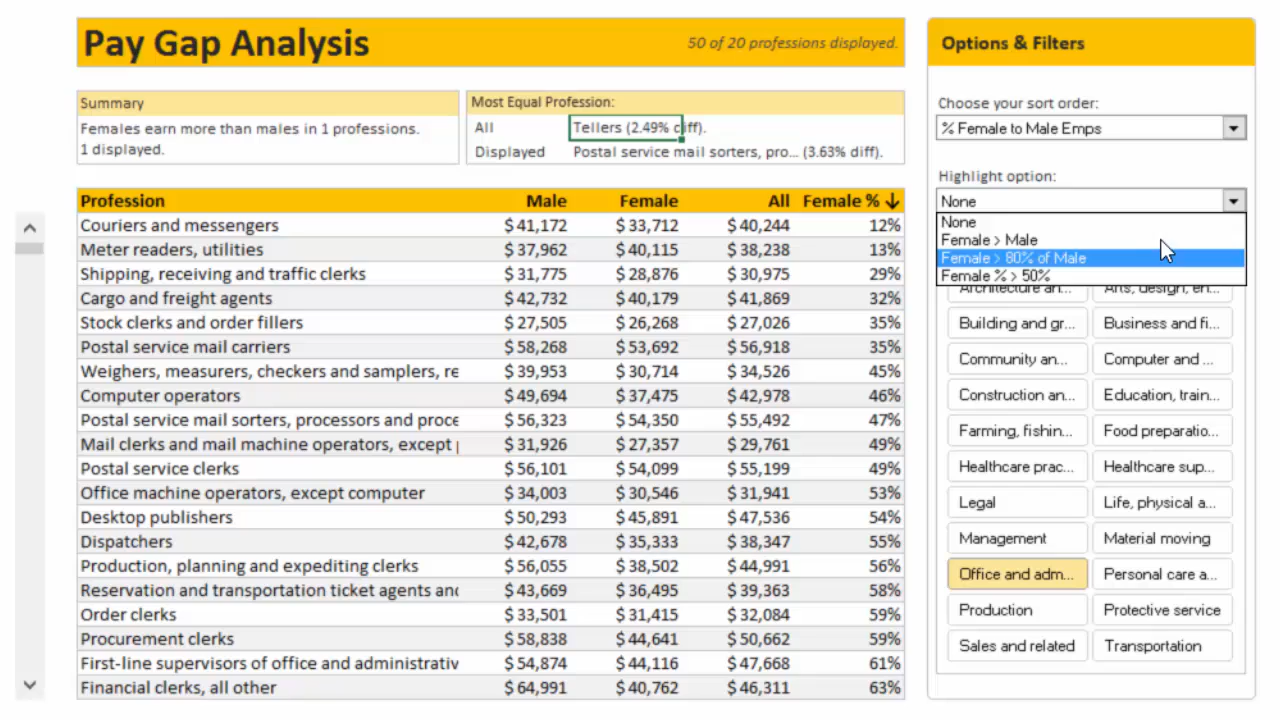 Pay Gap Analysis
50 of 20 professions displayed.
Summary
Females earn more than males in 1 professions.
1 displayed.
Most Equal Profession:
All Tellers (2.49% diff).
Displayed Postal service mail sorters, pro... (3.63% diff).
Profession Male Female All Female % ↓
Couriers and messengers $41,172 $33,712 $40,244 12%
Meter readers, utilities $37,962 $40,115 $38,238 13%
Shipping, receiving and traffic clerks $31,775 $28,876 $30,975 29%
Cargo and freight agents $42,732 $40,179 $41,869 32%
Stock clerks and order fillers $27,505 $26,268 $27,026 35%
Postal service mail carriers $58,268 $53,692 $56,918 35%
Weighers, measurers, checkers and samplers, re $39,953 $30,714 $34,526 45%
Computer operators $49,694 $37,475 $42,978 46%
Postal service mail sorters, processors and proce $56,323 $54,350 $55,492 47%
Mail clerks and mail machine operators, except $31,926 $27,357 $29,761 49%
Postal service clerks $56,101 $54,099 $55,199 49%
Office machine operators, except computer $34,003 $30,546 $31,941 53%
Desktop publishers $50,293 $45,891 $47,536 54%
Dispatchers $42,678 $35,333 $38,347 55%
Production, planning and expediting clerks $56,055 $38,502 $44,991 56%
Reservation and transportation ticket agents and $43,669 $36,495 $39,363 58%
Order clerks $33,501 $31,415 $32,084 59%
Procurement clerks $58,838 $44,641 $50,662 59%
First-line supervisors of office and administrativ $54,874 $44,116 $47,668 61%
Financial clerks, all other $64,991 $40,762 $46,311 63%
Options & Filters
Choose your sort order:
% Female to Male Emps
Highlight option:
None
None
Female > Male
Female > 80% of Male
Female % > 50%
Architecture an... Arts, design, en...
Building and gr... Business and fi...
Community an... Computer and ...
Construction an... Education, train...
Farming, fishin... Food preparatio...
Healthcare prac... Healthcare sup...
Legal Life, physical a...
Management Material moving
Office and adm... Personal care a...
Production Protective service
Sales and related Transportation